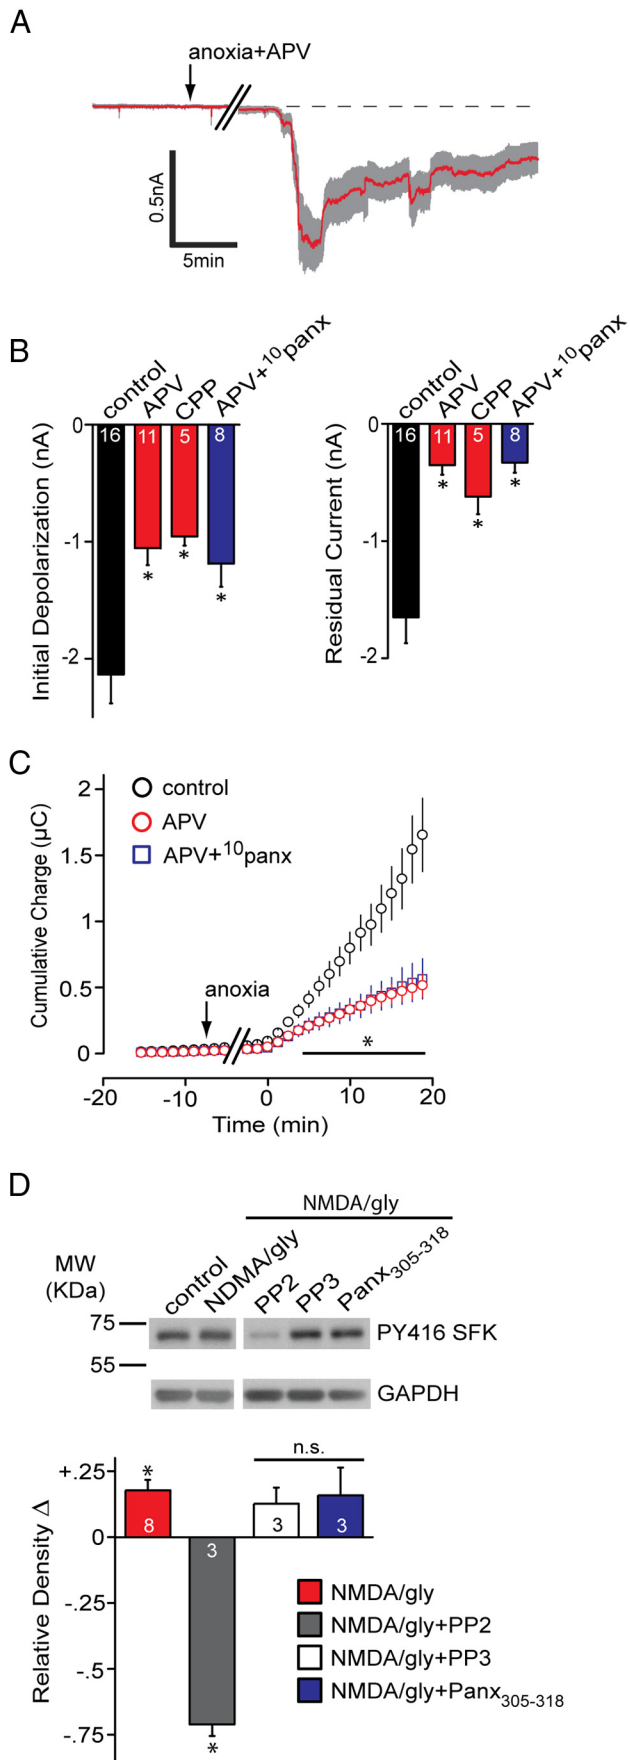 A
anoxia+APV
0.5nA
5min
B
control
APV
CPP
APV+10panx
0
-1
-2
Initial Depolarization (nA)
16
11
5
8
*
*
*
control
APV
CPP
APV+10panx
0
-1
-2
Residual Current (nA)
16
11
5
8
*
*
*
C
2
1.5
1
0.5
0
Cumulative Charge (µC)
control
APV
APV+10panx
anoxia
*
-20
-10
0
10
20
Time (min)
D
NMDA/gly
MW
(KDa)
control
NDMA/gly
PP2
PP3
Panx305-318
75
55
PY416 SFK
GAPDH
n.s.
+.25
0
-.25
-.5
-.75
Relative Density Δ
*
8
3
3
3
*
NMDA/gly
NMDA/gly+PP2
NMDA/gly+PP3
NMDA/gly+Panx305-318